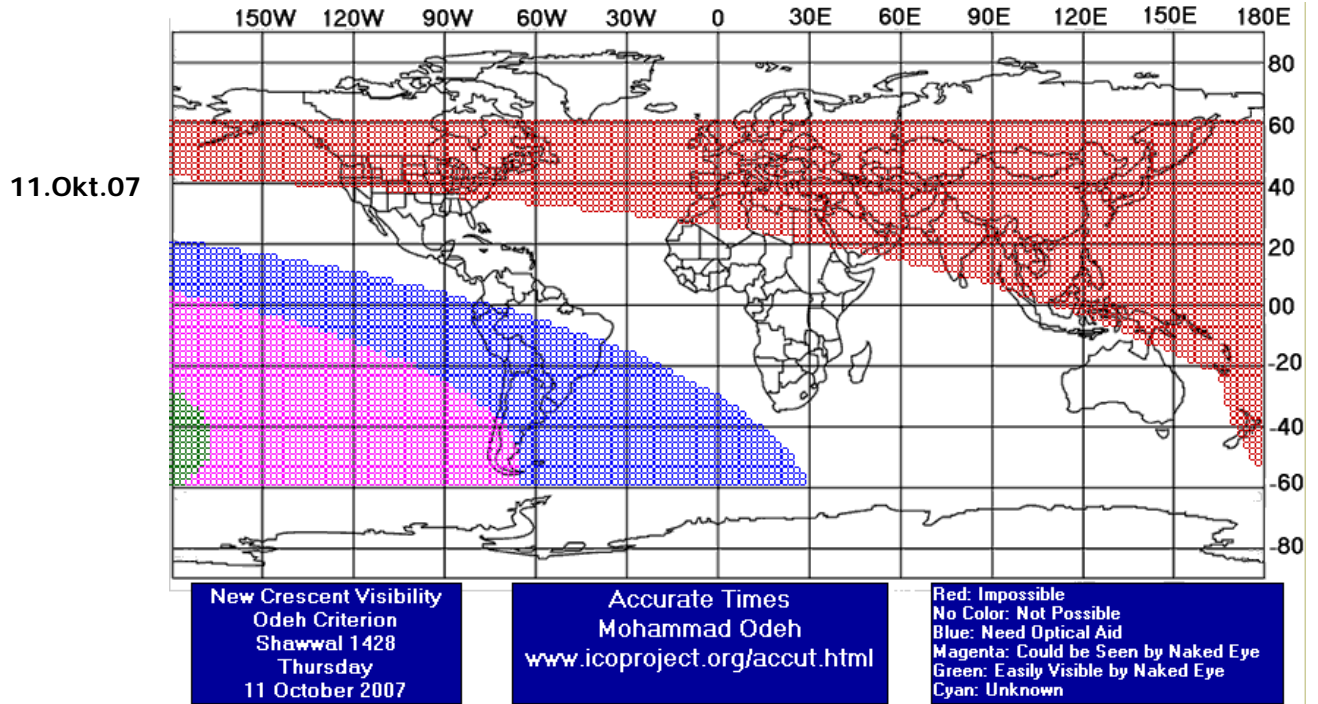 150W 120W 90W 60W 30W 0 30E 60E 90E 120E 150E 180E
80
60
11.Okt.07
40
20
00
-20
-40
-60
-80
New Crescent Visibility
Odeh Criterion
Shawwal 1428
Thursday
11 October 2007
Accurate Times
Mohammad Odeh
www.icoproject.org/accut.html
Red: Impossible
No Color: Not Possible
Blue: Need Optical Aid
Magenta: Could be Seen by Naked Eye
Green: Easily Visible by Naked Eye
Cyan: Unknown